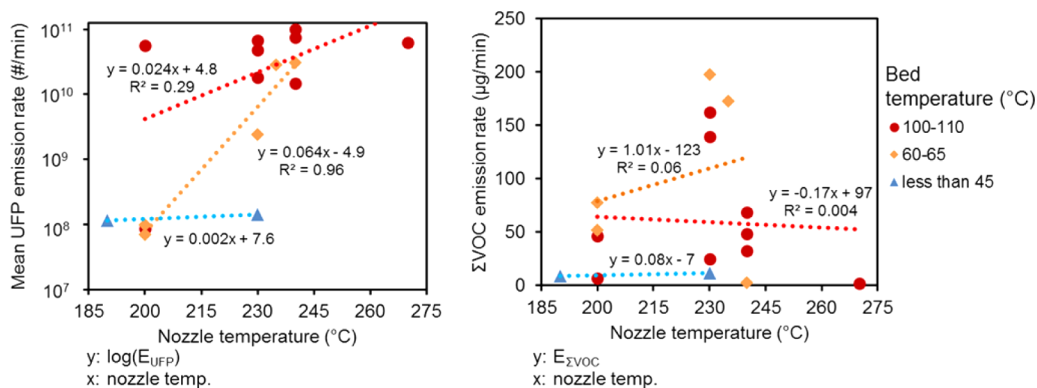 Mean UFP emission rate (#/min)
10¹¹
10¹⁰
10⁹
10⁸
10⁷
y = 0.024x + 4.8
R² = 0.29
y = 0.064x - 4.9
R² = 0.96
y = 0.002x + 7.6
185 200 215 230 245 260 275
Nozzle temperature (°C)
y: log(E_UFP)
x: nozzle temp.
ΣVOC emission rate (µg/min)
250
200
150
100
50
0
y = 1.01x - 123
R² = 0.06
y = -0.17x + 97
R² = 0.004
y = 0.08x - 7
185 200 215 230 245 260 275
Nozzle temperature (°C)
y: E_ΣVOC
x: nozzle temp.
Bed
temperature (°C)
100-110
60-65
less than 45